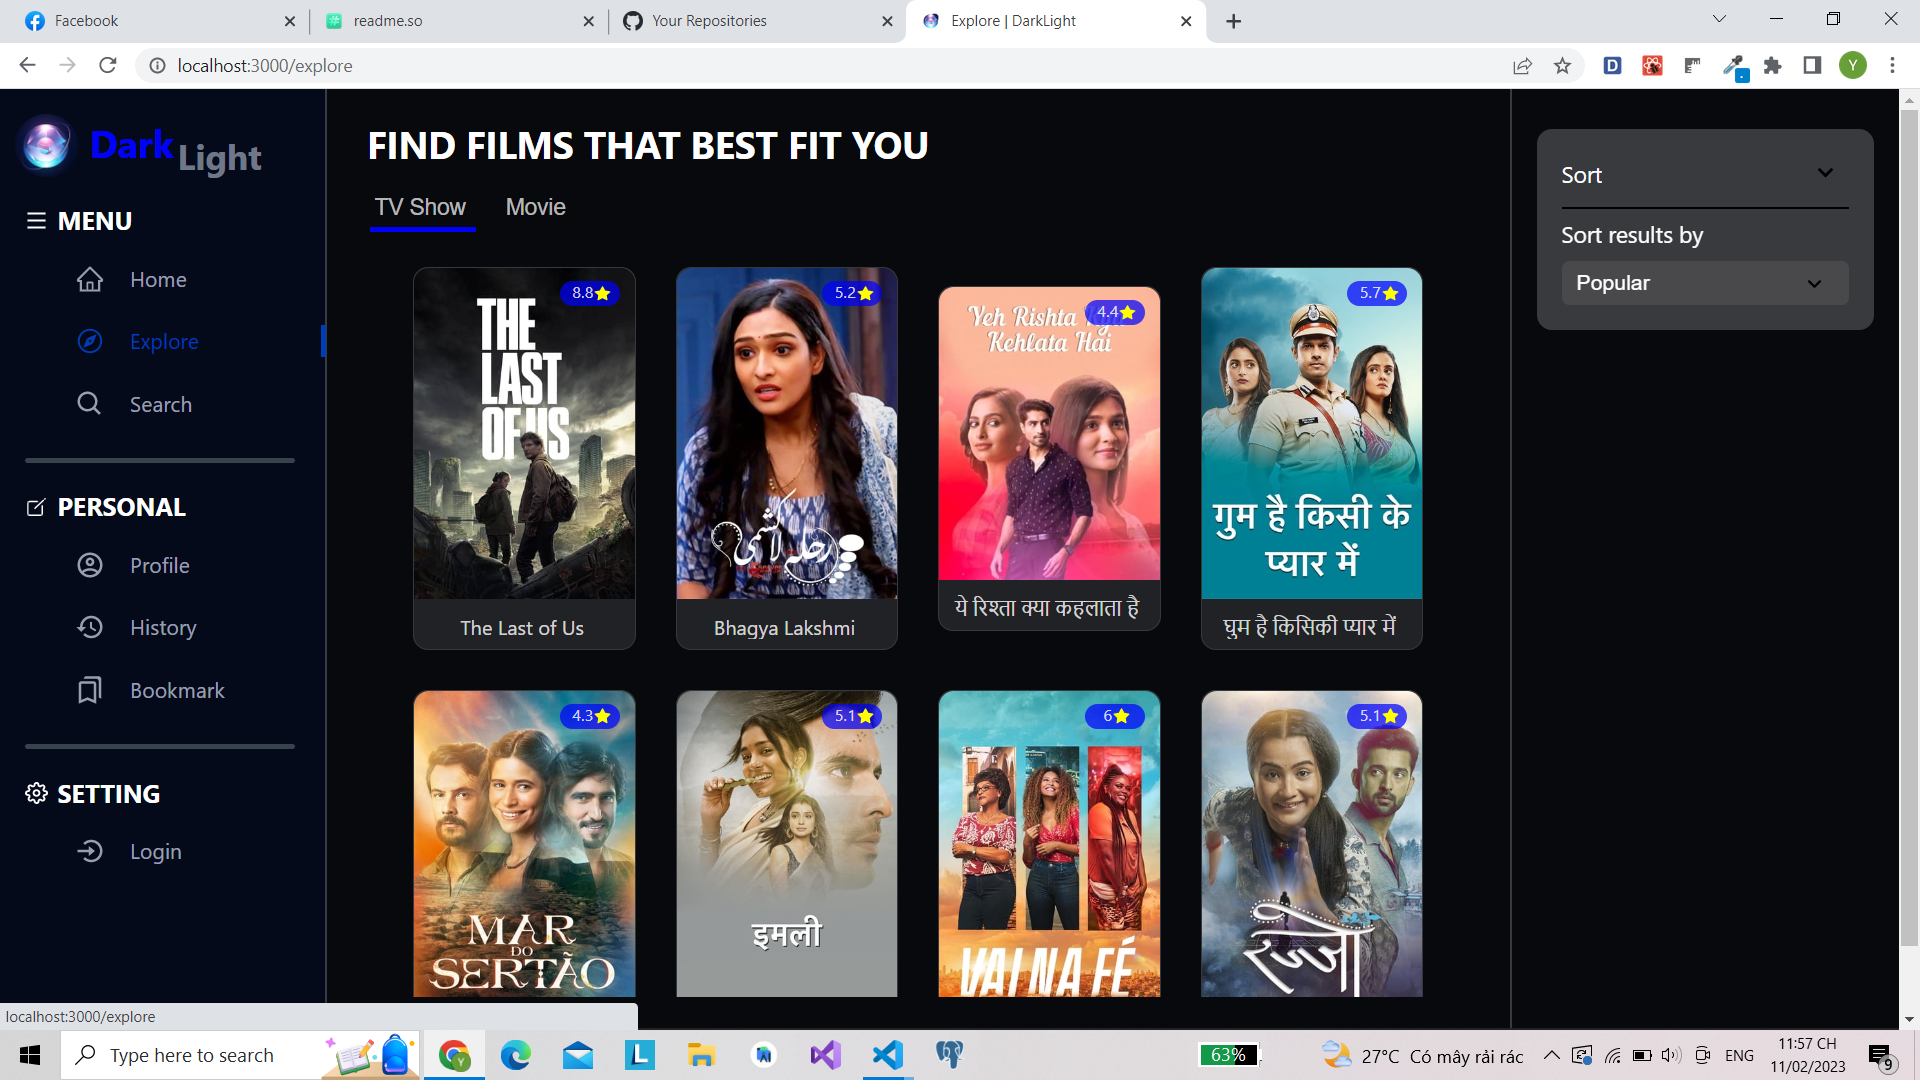 Facebook
readme.so
Your Repositories
Explore | DarkLight
localhost:3000/explore
D
Y
Dark Light
MENU
Home
Explore
Search
PERSONAL
Profile
History
Bookmark
SETTING
Login
FIND FILMS THAT BEST FIT YOU
TV Show
Movie
8.8
THE
LAST
OF US
The Last of Us
5.2
رحلة لاكشمي
Bhagya Lakshmi
4.4
Yeh Rishta
Kehlata Hai
ये रिश्ता क्या कहलाता है
5.7
गुम है किसी के
प्यार में
घुम है किसिकी प्यार में
4.3
MAR
DO
SERTÃO
5.1
इमली
6
VAI NA FÉ
5.1
रज्जो
Sort
Sort results by
Popular
localhost:3000/explore
Type here to search
Y
L
63%
27°C Có mây rải rác
ENG
11:57 CH
11/02/2023
9